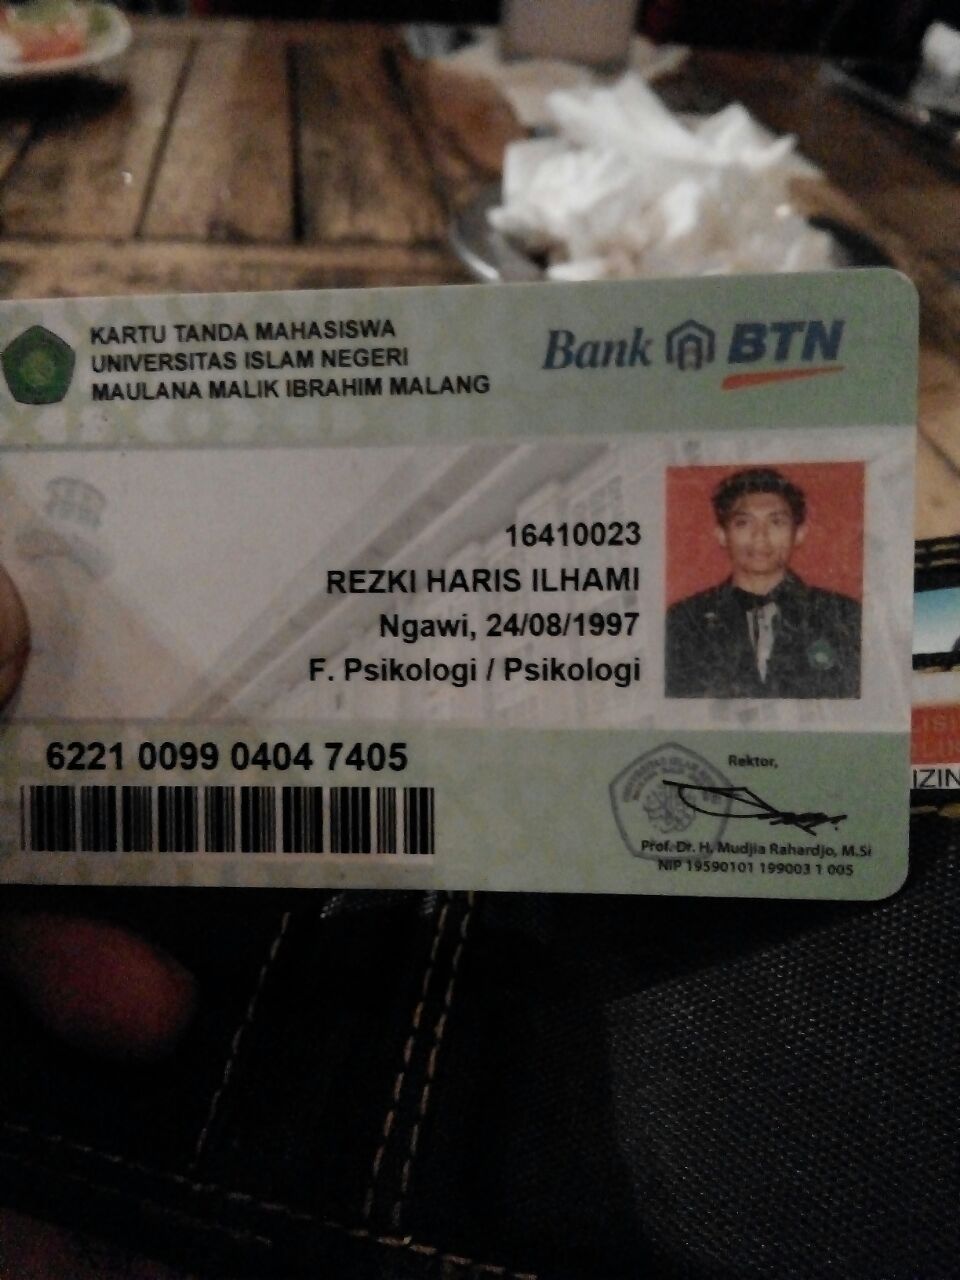 KARTU TANDA MAHASISWA
UNIVERSITAS ISLAM NEGERI
MAULANA MALIK IBRAHIM MALANG
Bank BTN
16410023
REZKI HARIS ILHAMI
Ngawi, 24/08/1997
F. Psikologi / Psikologi
6221 0099 0404 7405
Rektor,
Prof. Dr. H. Mudjia Rahardjo, M.Si
NIP 19590101 199003 1 005
IZIN